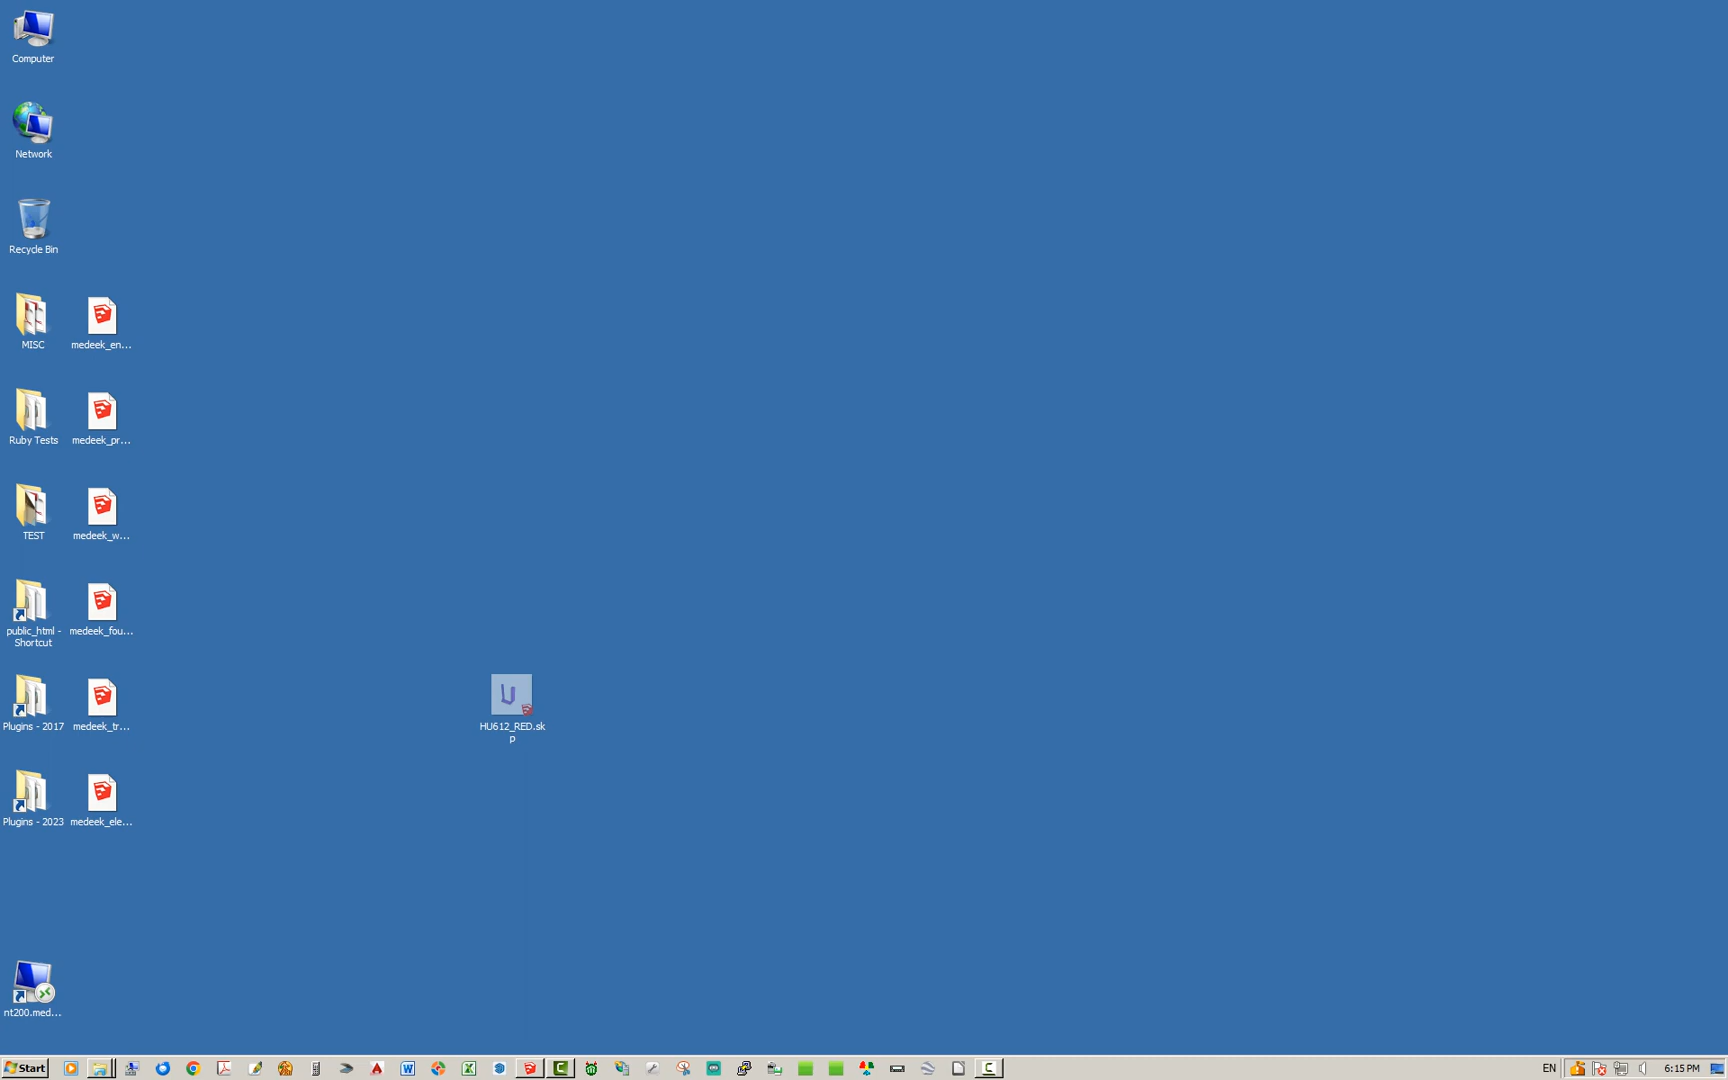 Computer
Network
Recycle Bin
MISC
medeek_en...
Ruby Tests
medeek_pr...
TEST
medeek_w...
public_html -
Shortcut
medeek_fou...
Plugins - 2017
medeek_tr...
HU612_RED.sk
p
Plugins - 2023
medeek_ele...
nt200.med...
Start
EN
6:15 PM